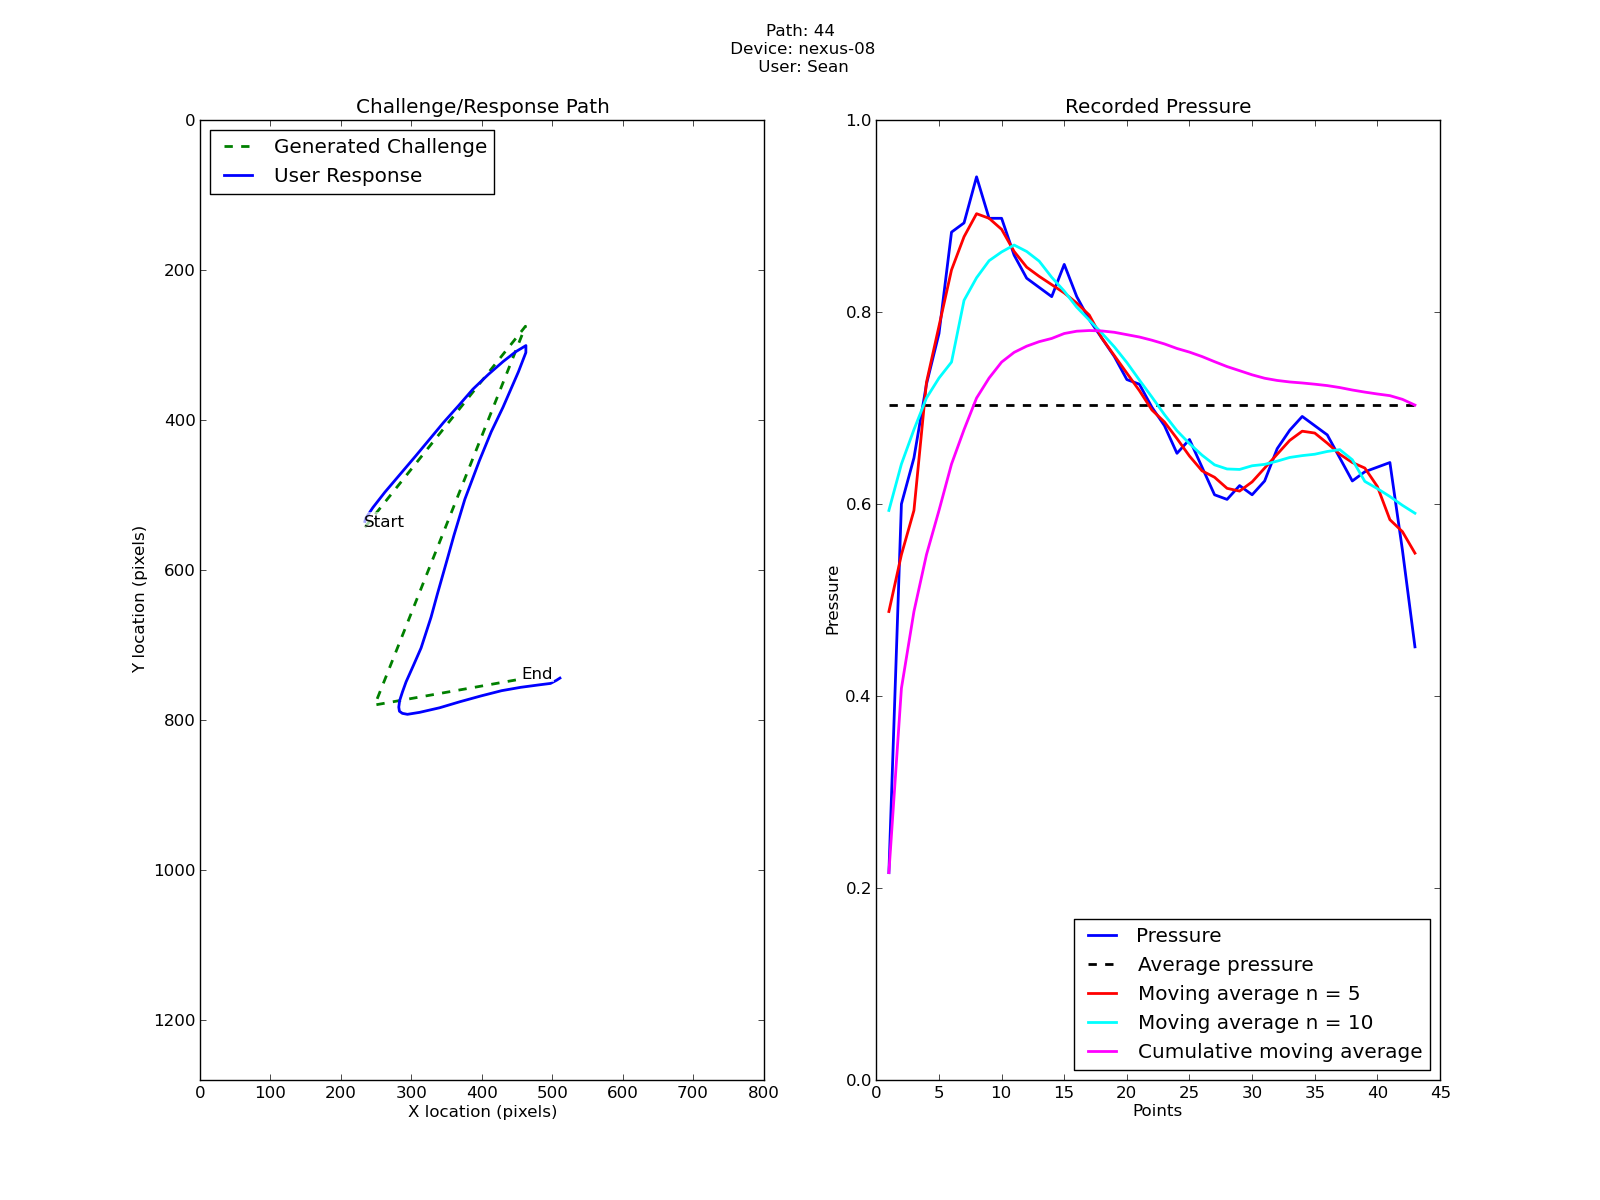 Path: 44
Device: nexus-08
User: Sean
Challenge/Response Path
Generated Challenge
User Response
0
200
400
600
800
1000
1200
Y location (pixels)
Start
End
0 100 200 300 400 500 600 700 800
X location (pixels)
Recorded Pressure
1.0
0.8
0.6
0.4
0.2
0.0
Pressure
Pressure
Average pressure
Moving average n = 5
Moving average n = 10
Cumulative moving average
0 5 10 15 20 25 30 35 40 45
Points